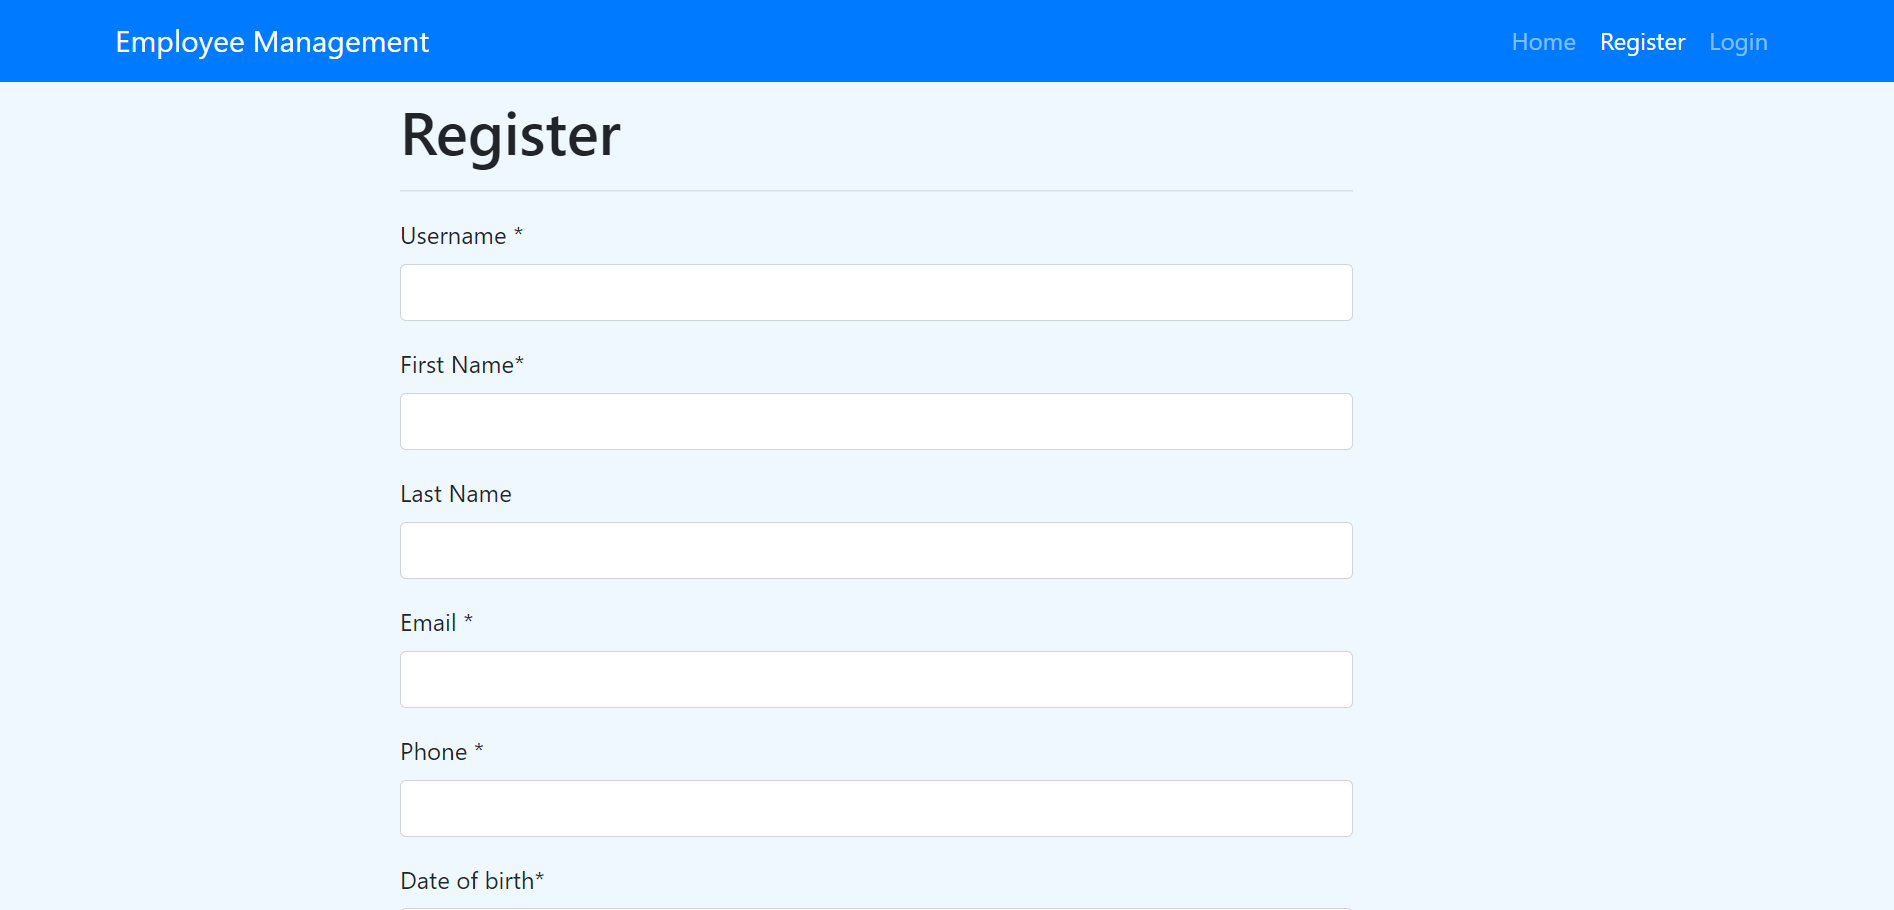 Employee Management Home Register Login
Register
Username *
First Name*
Last Name
Email *
Phone *
Date of birth*